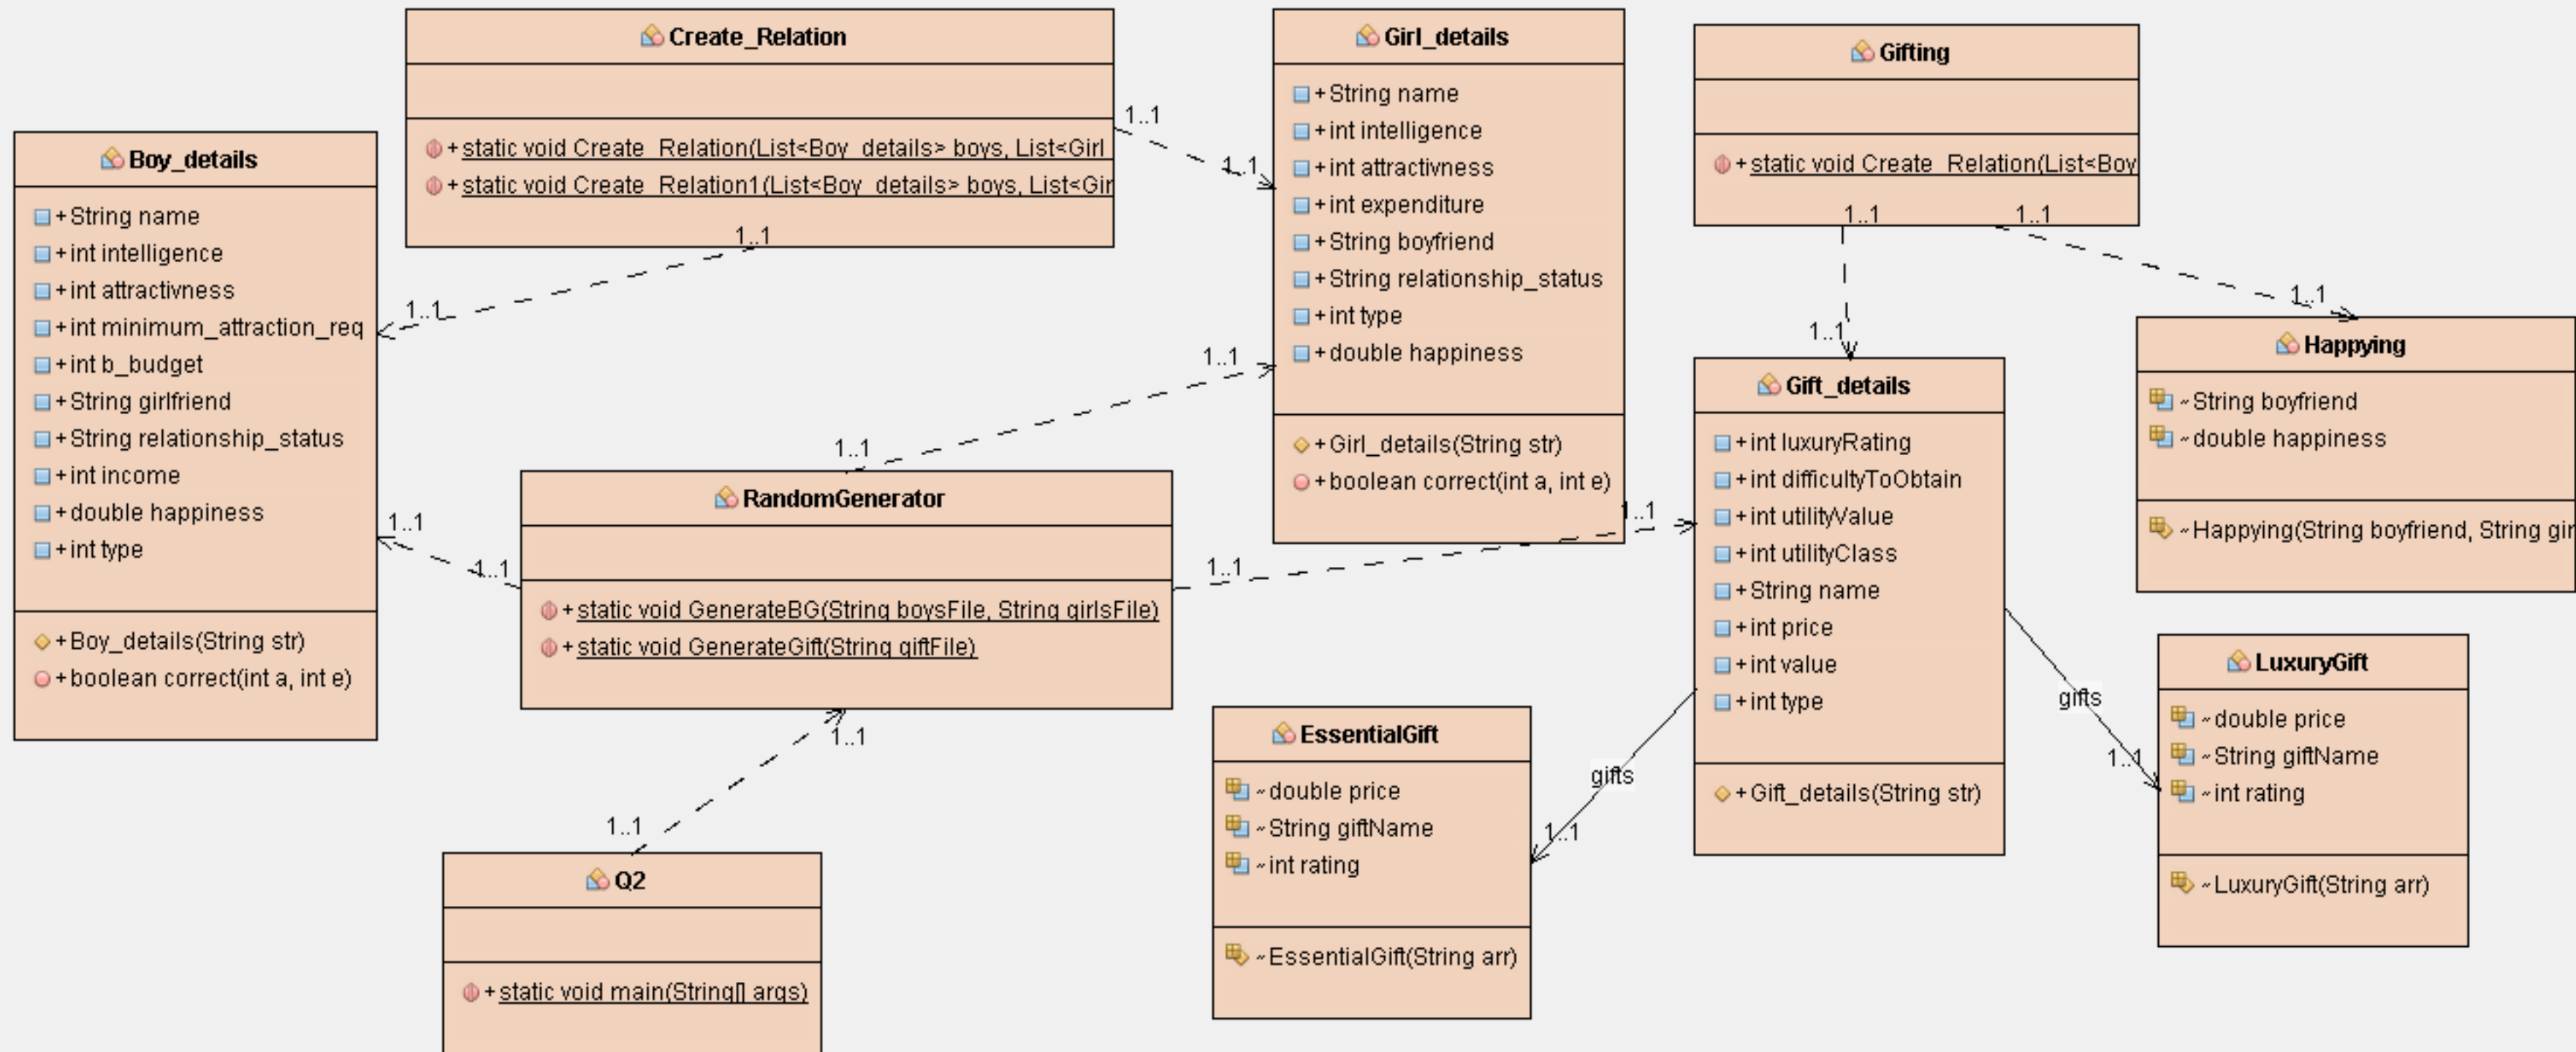 Create_Relation
+static void Create_Relation(List<Boy_details> boys, List<Girl
+static void Create_Relation1(List<Boy_details> boys, List<Gir
1..1
1..1
1..1
1..1
Girl_details
+String name
+int intelligence
+int attractivness
+int expenditure
+String boyfriend
+String relationship_status
+int type
+double happiness
+Girl_details(String str)
+boolean correct(int a, int e)
Gifting
+static void Create_Relation(List<Boy
1..1
1..1
1..1
1..1
Boy_details
+String name
+int intelligence
+int attractivness
+int minimum_attraction_req
+int b_budget
+String girlfriend
+String relationship_status
+int income
+double happiness
+int type
+Boy_details(String str)
+boolean correct(int a, int e)
Happying
~String boyfriend
~double happiness
~Happying(String boyfriend, String gir
Gift_details
+int luxuryRating
+int difficultyToObtain
+int utilityValue
+int utilityClass
+String name
+int price
+int value
+int type
+Gift_details(String str)
1..1
1..1
1..1
1..1
1..1
1..1
RandomGenerator
+static void GenerateBG(String boysFile, String girlsFile)
+static void GenerateGift(String giftFile)
1..1
1..1
LuxuryGift
~double price
~String giftName
~int rating
~LuxuryGift(String arr)
gifts
1..1
EssentialGift
~double price
~String giftName
~int rating
~EssentialGift(String arr)
gifts
1..1
Q2
+static void main(String[] args)